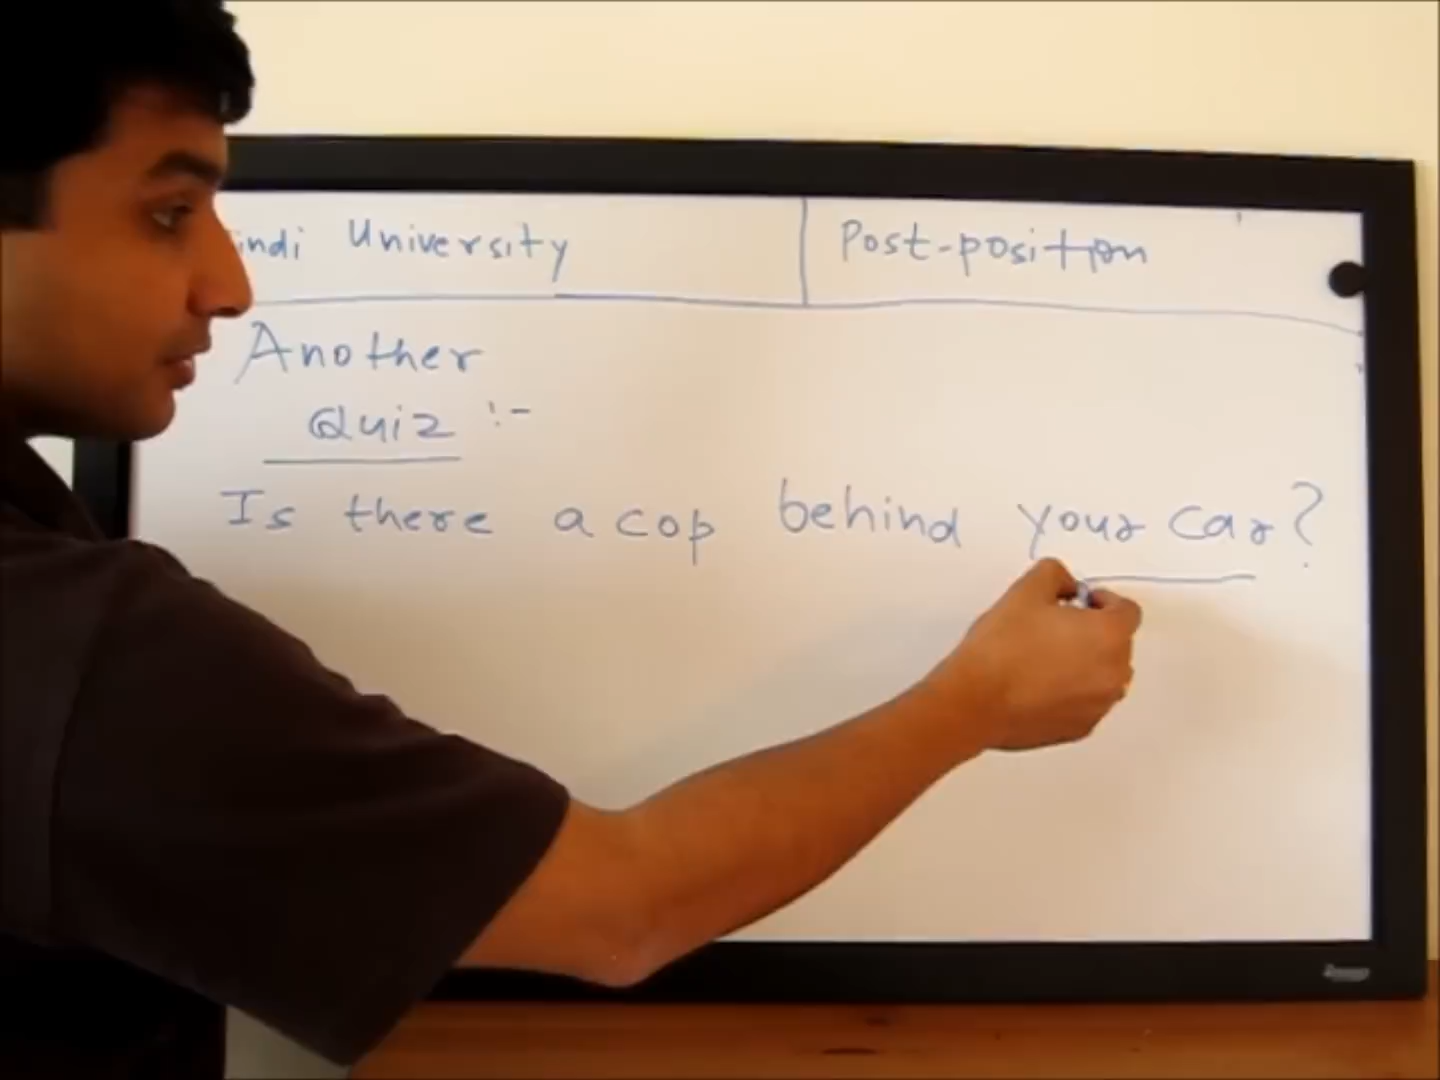 indi University
Post-position
Another
Quiz :-
Is there a cop behind your car?